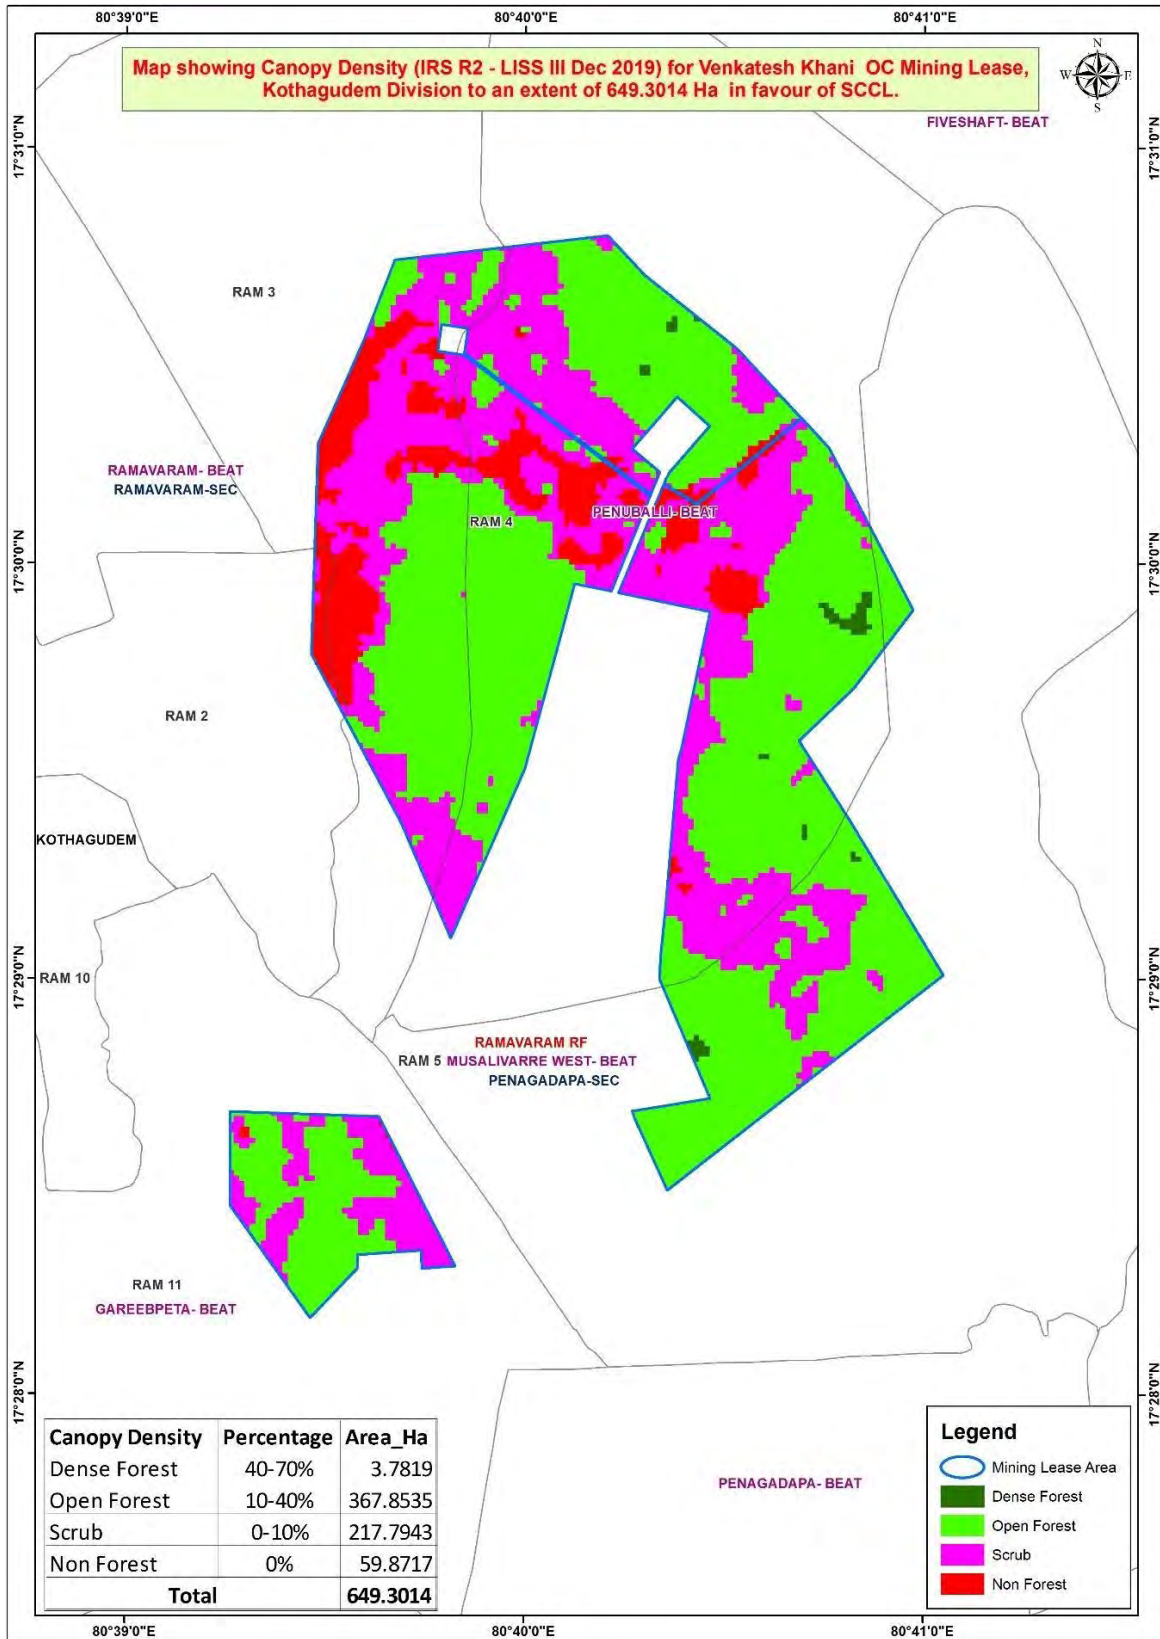 80°39'0"E 80°40'0"E 80°41'0"E
Map showing Canopy Density (IRS R2 - LISS III Dec 2019) for Venkatesh Khani OC Mining Lease,
Kothagudem Division to an extent of 649.3014 Ha in favour of SCCL.
N
W E
S
FIVESHAFT- BEAT
17°31'0"N 17°31'0"N
RAM 3
RAMAVARAM- BEAT
RAMAVARAM-SEC
RAM 4
PENUBALLI- BEAT
17°30'0"N 17°30'0"N
RAM 2
KOTHAGUDEM
RAM 10
17°29'0"N 17°29'0"N
RAMAVARAM RF
RAM 5 MUSALIVARRE WEST- BEAT
PENAGADAPA-SEC
RAM 11
GAREEBPETA- BEAT
17°28'0"N 17°28'0"N
PENAGADAPA- BEAT
Canopy Density Percentage Area_Ha
Dense Forest 40-70% 3.7819
Open Forest 10-40% 367.8535
Scrub 0-10% 217.7943
Non Forest 0% 59.8717
Total 649.3014
Legend
Mining Lease Area
Dense Forest
Open Forest
Scrub
Non Forest
80°39'0"E 80°40'0"E 80°41'0"E